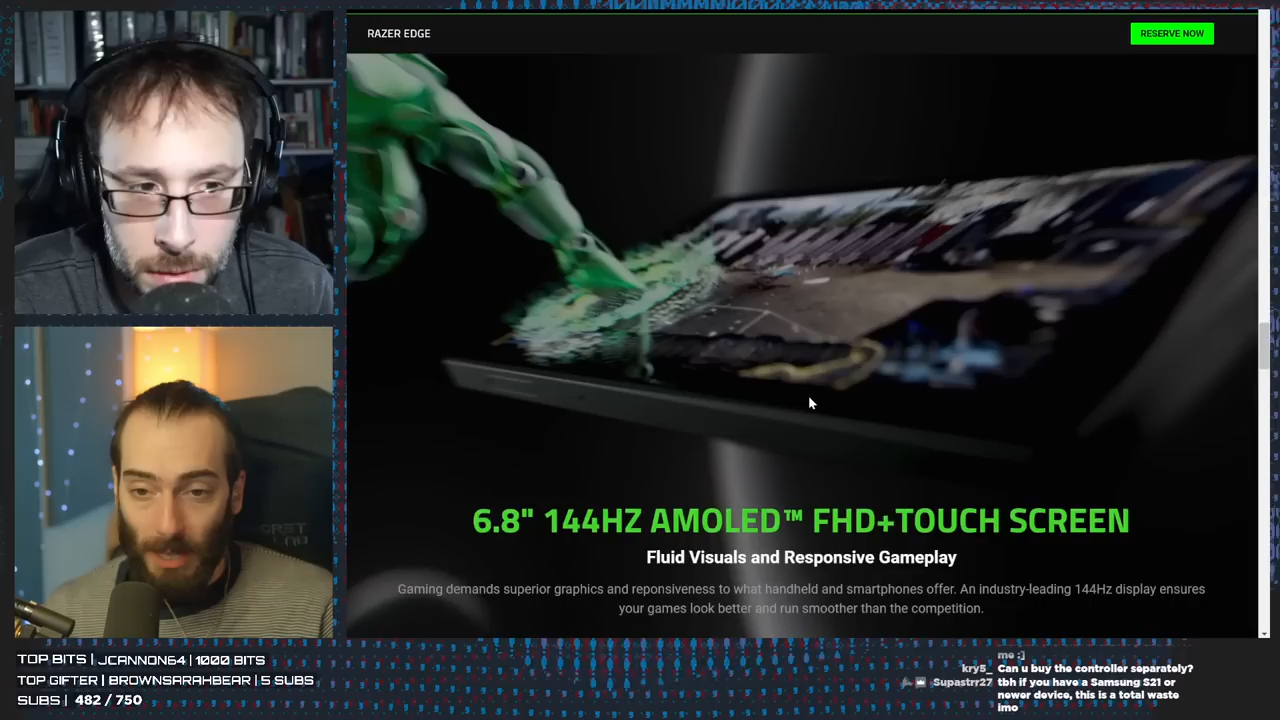 RAZER EDGE
RESERVE NOW
6.8" 144HZ AMOLED™ FHD+TOUCH SCREEN
Fluid Visuals and Responsive Gameplay
Gaming demands superior graphics and reponsiveness to what handheld and smartphones offer. An industry-leading 144Hz display ensures
your games look better and run smoother than the competition.
TOP BITS | JCANNON64 | 1000 BITS
TOP GIFTER | BROWNSARAHBEAR | 5 SUBS
SUBS | 482 / 750
me :)
kry5_ Can u buy the controller separately?
Supastrr27 tbh if you have a Samsung S21 or
newer device, this is a total waste
imo